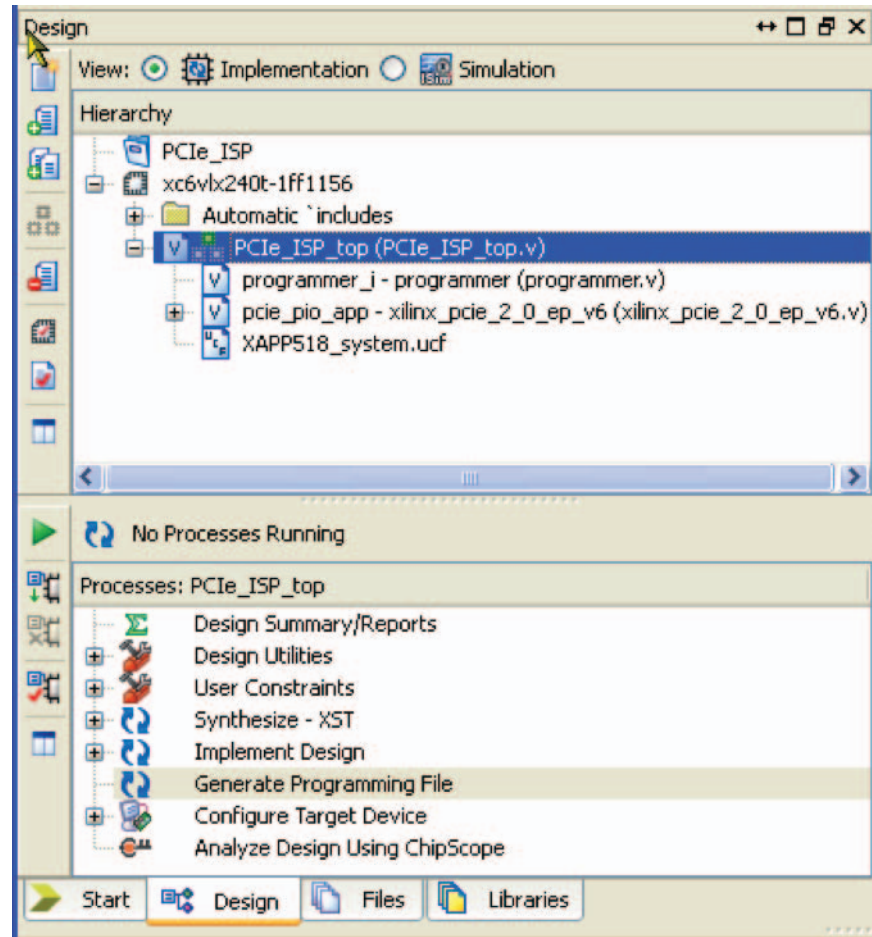 Design
View: Implementation Simulation
Hierarchy
PCIe_ISP
xc6vlx240t-1ff1156
Automatic `includes
PCIe_ISP_top (PCIe_ISP_top.v)
programmer_i - programmer (programmer.v)
pcie_pio_app - xilinx_pcie_2_0_ep_v6 (xilinx_pcie_2_0_ep_v6.v)
XAPP518_system.ucf
No Processes Running
Processes: PCIe_ISP_top
Design Summary/Reports
Design Utilities
User Constraints
Synthesize - XST
Implement Design
Generate Programming File
Configure Target Device
Analyze Design Using ChipScope
Start Design Files Libraries